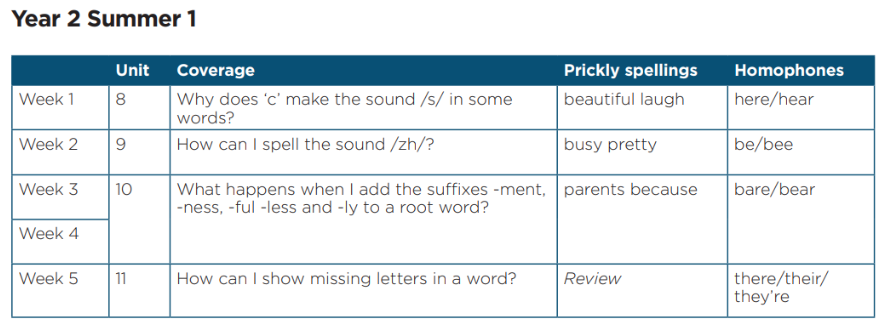 Year 2 Summer 1
Unit Coverage Prickly spellings Homophones
Week 1 8 Why does ‘c’ make the sound /s/ in some beautiful laugh here/hear
words?
Week 2 9 How can I spell the sound /zh/? busy pretty be/bee
Week 3 10 What happens when I add the suffixes -ment, parents because bare/bear
-ness, -ful -less and -ly to a root word?
Week 4
Week 5 11 How can I show missing letters in a word? Review there/their/
they’re